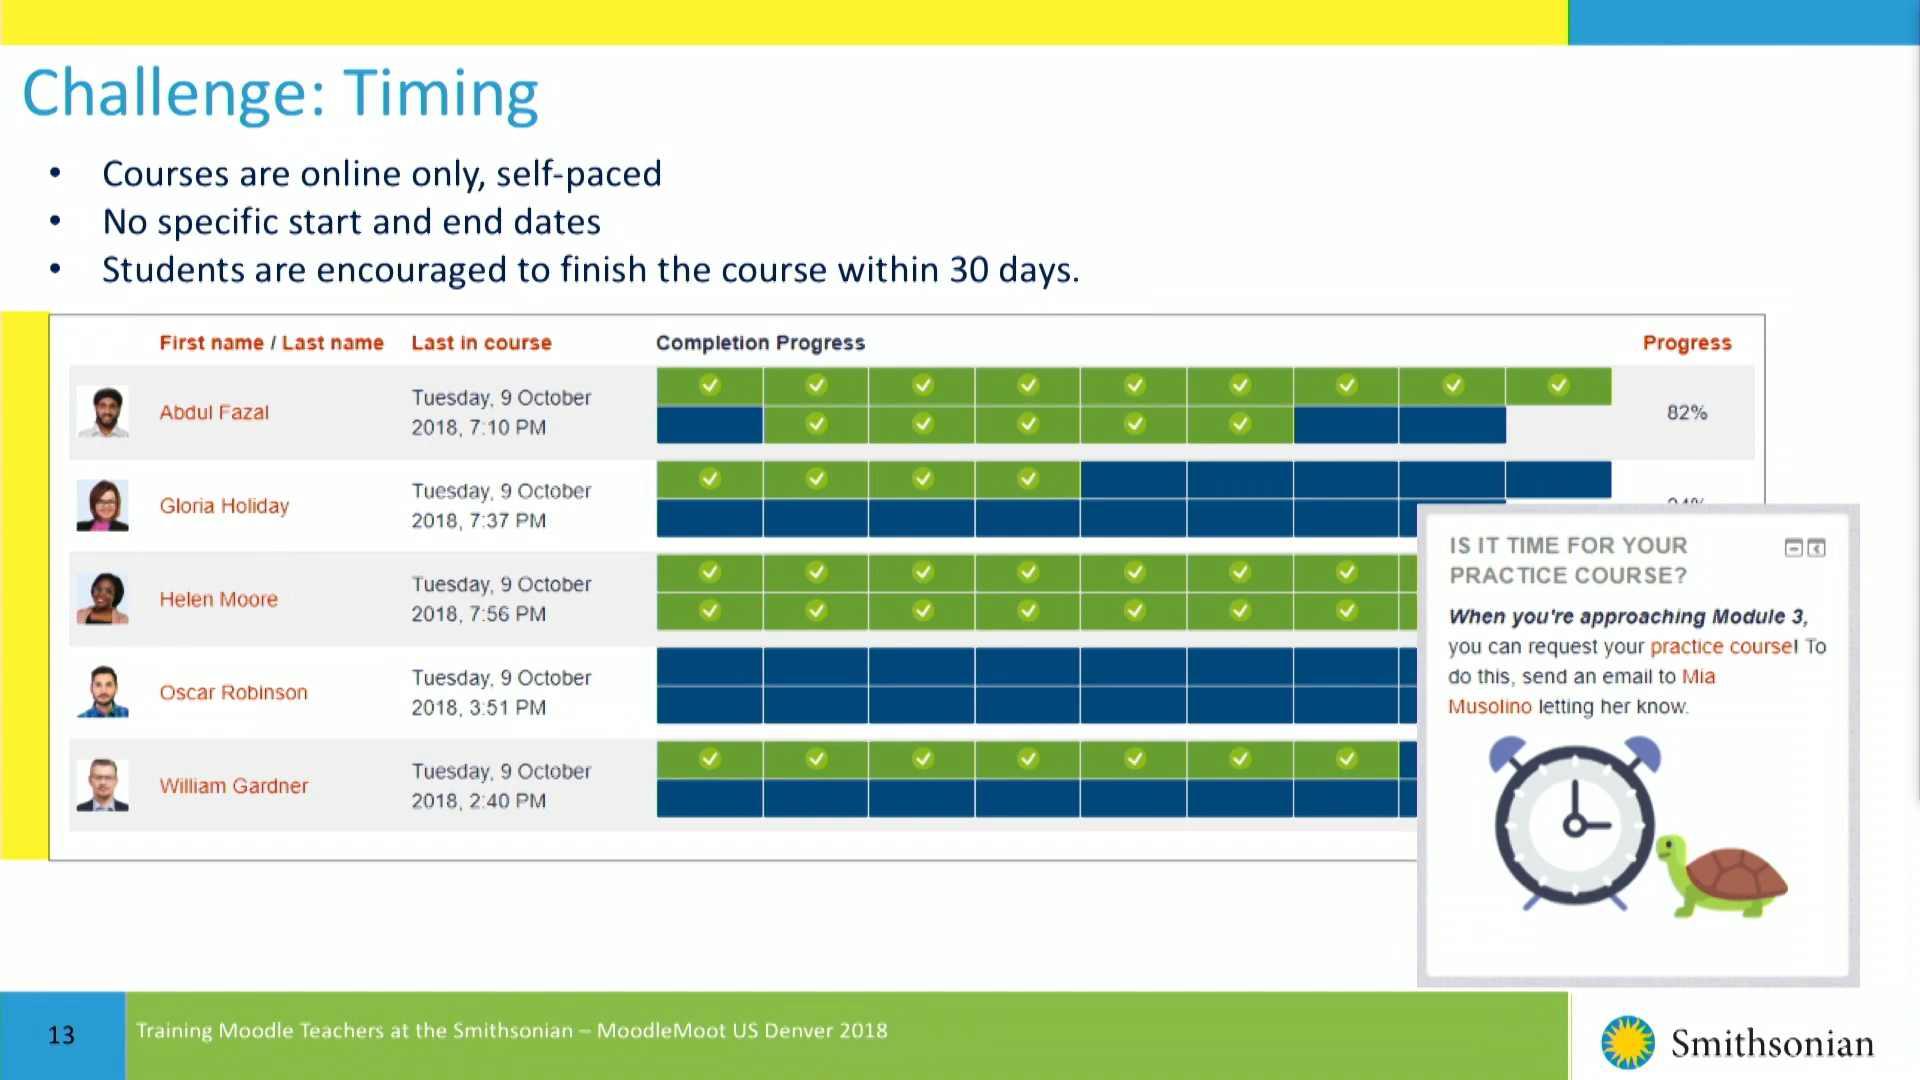 Challenge: Timing
• Courses are online only, self-paced
• No specific start and end dates
• Students are encouraged to finish the course within 30 days.
First name / Last name Last in course Completion Progress Progress
Abdul Fazal
Tuesday, 9 October
2018, 7:10 PM
82%
Gloria Holiday
Tuesday, 9 October
2018, 7:37 PM
Helen Moore
Tuesday, 9 October
2018, 7:56 PM
Oscar Robinson
Tuesday, 9 October
2018, 3:51 PM
William Gardner
Tuesday, 9 October
2018, 2:40 PM
IS IT TIME FOR YOUR
PRACTICE COURSE?
When you're approaching Module 3,
you can request your practice course! To
do this, send an email to Mia
Musolino letting her know.
13
Training Moodle Teachers at the Smithsonian – MoodleMoot US Denver 2018
Smithsonian